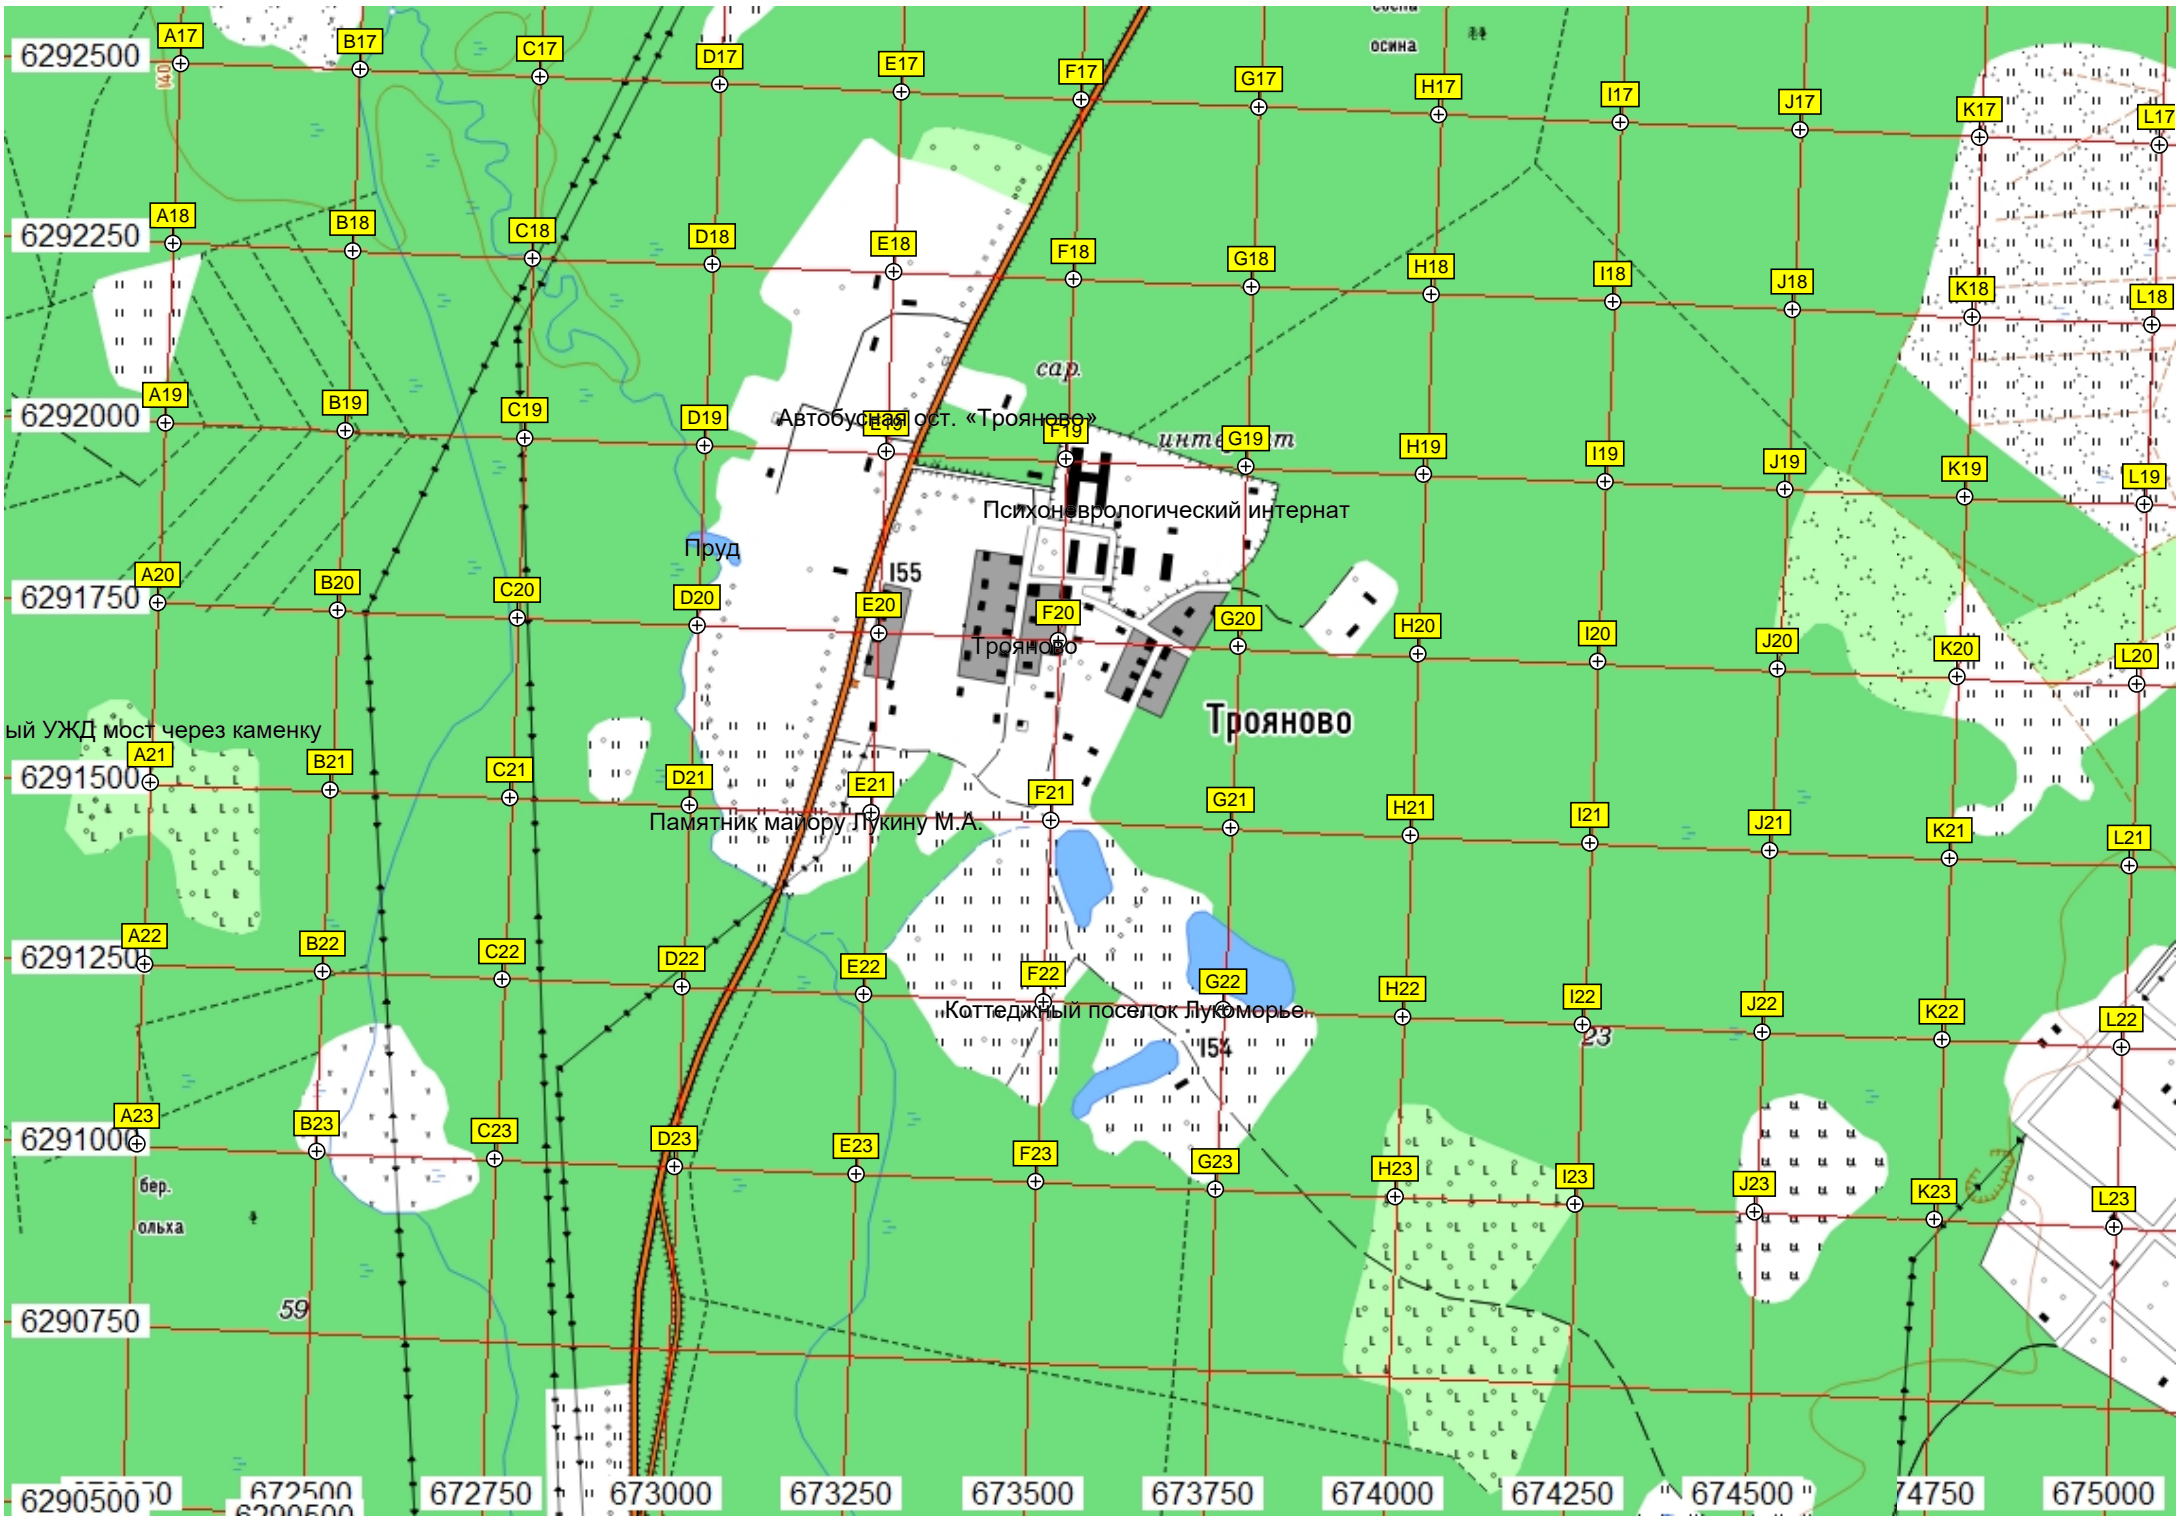 сосна
осина
140
6292500
A17 B17 C17 D17 E17 F17 G17 H17 I17 J17 K17 L17
6292250
A18 B18 C18 D18 E18 F18 G18 H18 I18 J18 K18 L18
сар.
6292000
A19 B19 C19 D19 E19 F19 G19 H19 I19 J19 K19 L19
Автобусная ост. «Трояново»
интернат
Психоневрологический интернат
Пруд
155
6291750
A20 B20 C20 D20 E20 F20 G20 H20 I20 J20 K20 L20
Трояново
Трояново
ый УЖД мост через каменку
6291500
A21 B21 C21 D21 E21 F21 G21 H21 I21 J21 K21 L21
Памятник майору Лукину М.А.
6291250
A22 B22 C22 D22 E22 F22 G22 H22 I22 J22 K22 L22
Коттеджный поселок Лукоморье
23
154
6291000
A23 B23 C23 D23 E23 F23 G23 H23 I23 J23 K23 L23
бер.
ольха
59
6290750
6290500
672500 672750 673000 673250 673500 673750 674000 674250 674500 74750 675000
6290500